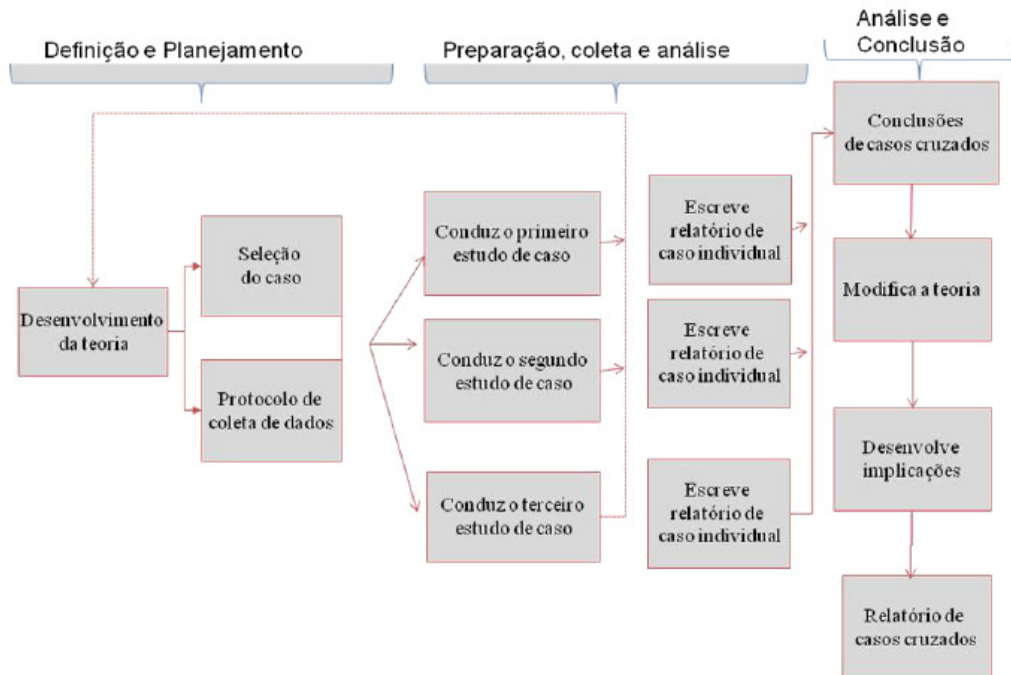 Definição e Planejamento
Preparação, coleta e análise
Análise e
Conclusão
Desenvolvimento
da teoria
Seleção
do caso
Protocolo de
coleta de dados
Conduz o primeiro
estudo de caso
Conduz o segundo
estudo de caso
Conduz o terceiro
estudo de caso
Escreve
relatório de
caso individual
Escreve
relatório de
caso individual
Escreve
relatório de
caso individual
Conclusões
de casos cruzados
Modifica a teoria
Desenvolve
implicações
Relatório de
casos cruzados